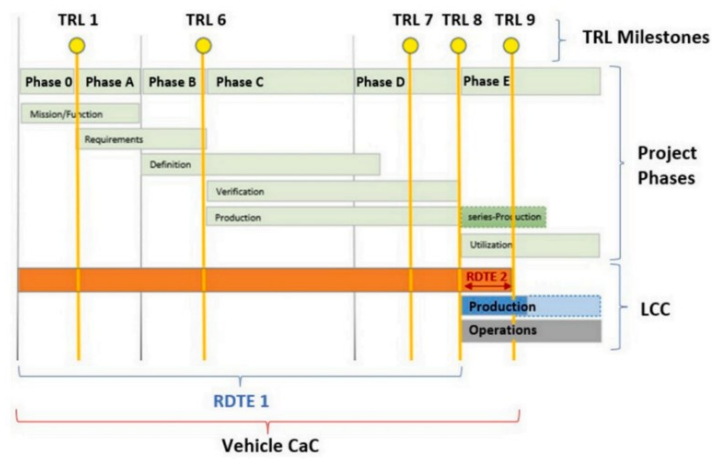 TRL 1 TRL 6 TRL 7 TRL 8 TRL 9
TRL Milestones
Phase 0 Phase A Phase B Phase C Phase D Phase E
Mission/Function
Requirements
Definition
Verification
Production series-Production
Utilization
Project
Phases
RDTE 2
Production
Operations
LCC
RDTE 1
Vehicle CaC